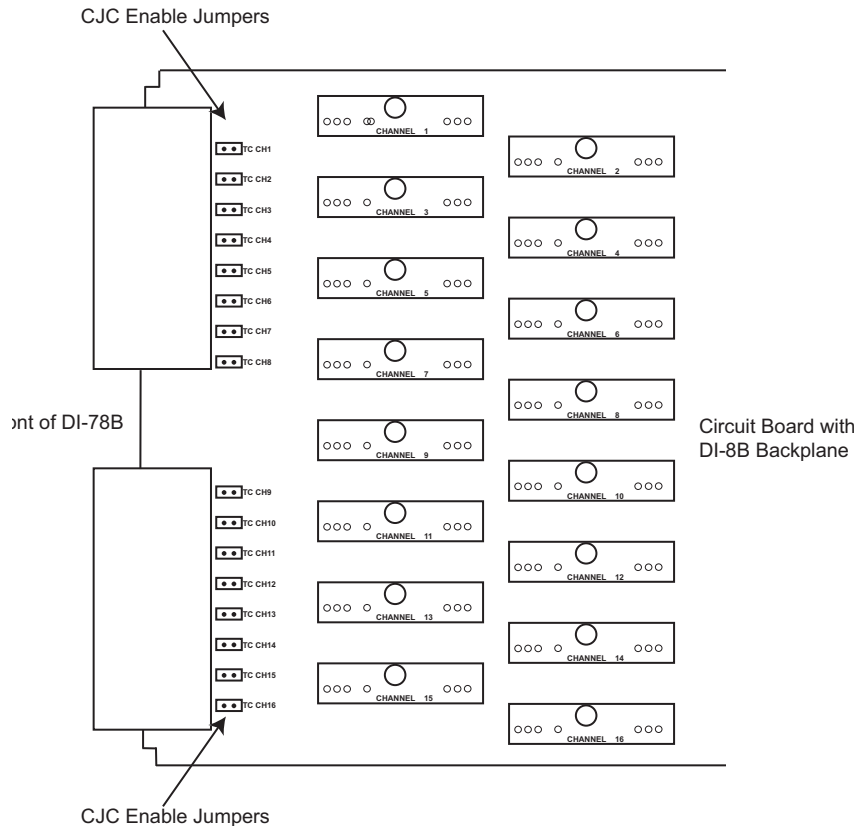 CJC Enable Jumpers
CHANNEL 1
TC CH1
CHANNEL 2
TC CH2
TC CH3
CHANNEL 3
TC CH4
CHANNEL 4
TC CH5
CHANNEL 5
TC CH6
TC CH7
CHANNEL 6
TC CH8
CHANNEL 7
ont of DI-78B
CHANNEL 8
Circuit Board with
DI-8B Backplane
CHANNEL 9
TC CH9
CHANNEL 10
TC CH10
CHANNEL 11
TC CH11
CHANNEL 12
TC CH12
TC CH13
CHANNEL 13
TC CH14
CHANNEL 14
TC CH15
CHANNEL 15
TC CH16
CHANNEL 16
CJC Enable Jumpers